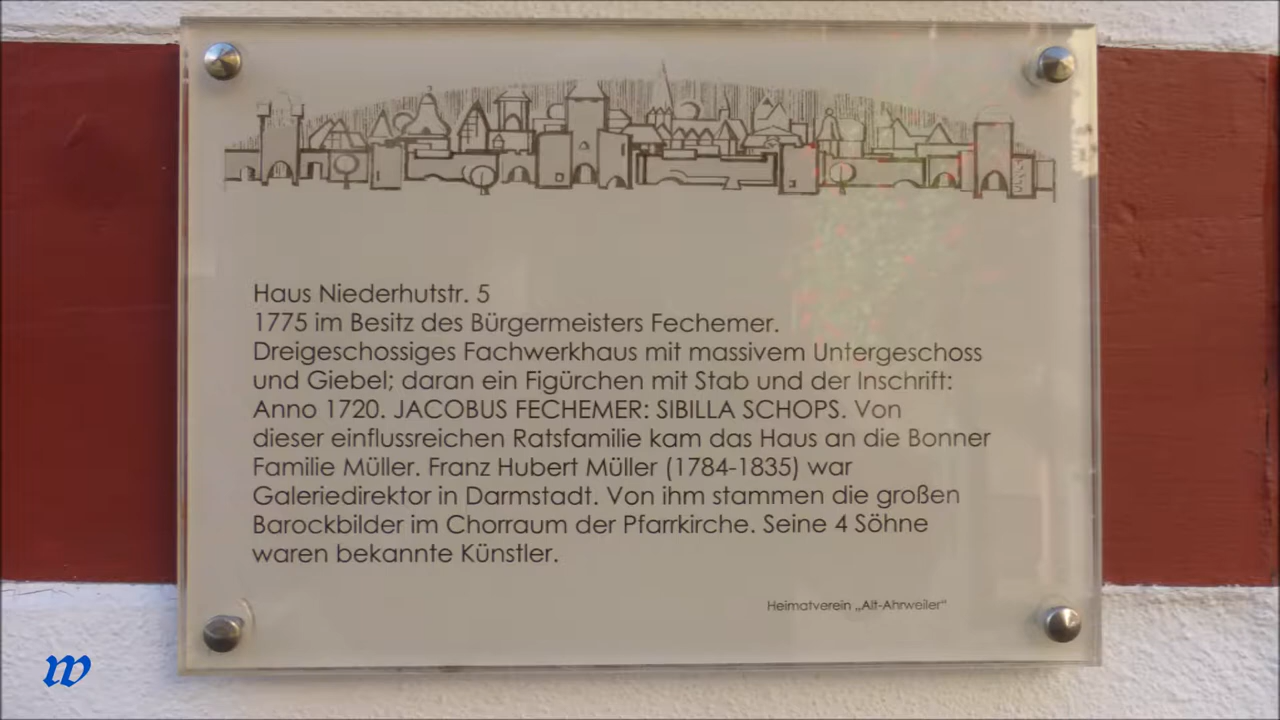 Haus Niederhutstr. 5
1775 im Besitz des Bürgermeisters Fechemer.
Dreigeschossiges Fachwerkhaus mit massivem Untergeschoss
und Giebel; daran ein Figürchen mit Stab und der Inschrift:
Anno 1720. JACOBUS FECHEMER: SIBILLA SCHOPS. Von
dieser einflussreichen Ratsfamilie kam das Haus an die Bonner
Familie Müller. Franz Hubert Müller (1784-1835) war
Galeriedirektor in Darmstadt. Von ihm stammen die großen
Barockbilder im Chorraum der Pfarrkirche. Seine 4 Söhne
waren bekannte Künstler.
Heimatverein „Alt-Ahrweiler“
w